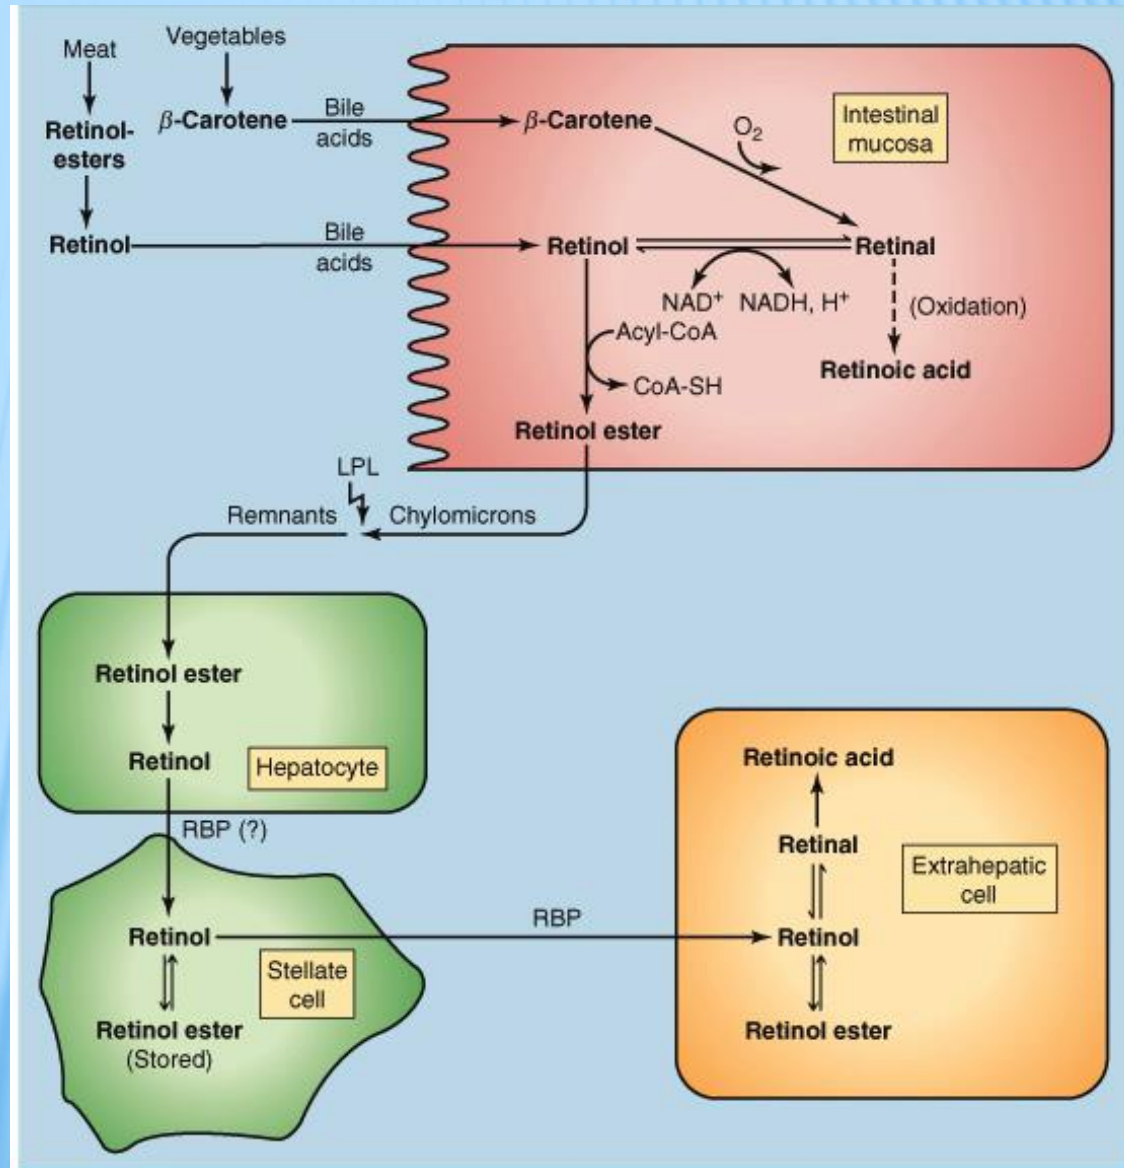 Meat
Vegetables
Retinol-
esters
β-Carotene
Bile
acids
β-Carotene
O₂
Intestinal
mucosa
Retinol
Bile
acids
Retinol
Retinal
NAD⁺
NADH, H⁺
(Oxidation)
Acyl-CoA
CoA-SH
Retinoic acid
Retinol ester
LPL
Remnants
Chylomicrons
Retinol ester
Retinol
Hepatocyte
RBP (?)
Retinol
Stellate
cell
Retinol ester
(Stored)
RBP
Retinoic acid
Retinal
Extrahepatic
cell
Retinol
Retinol ester